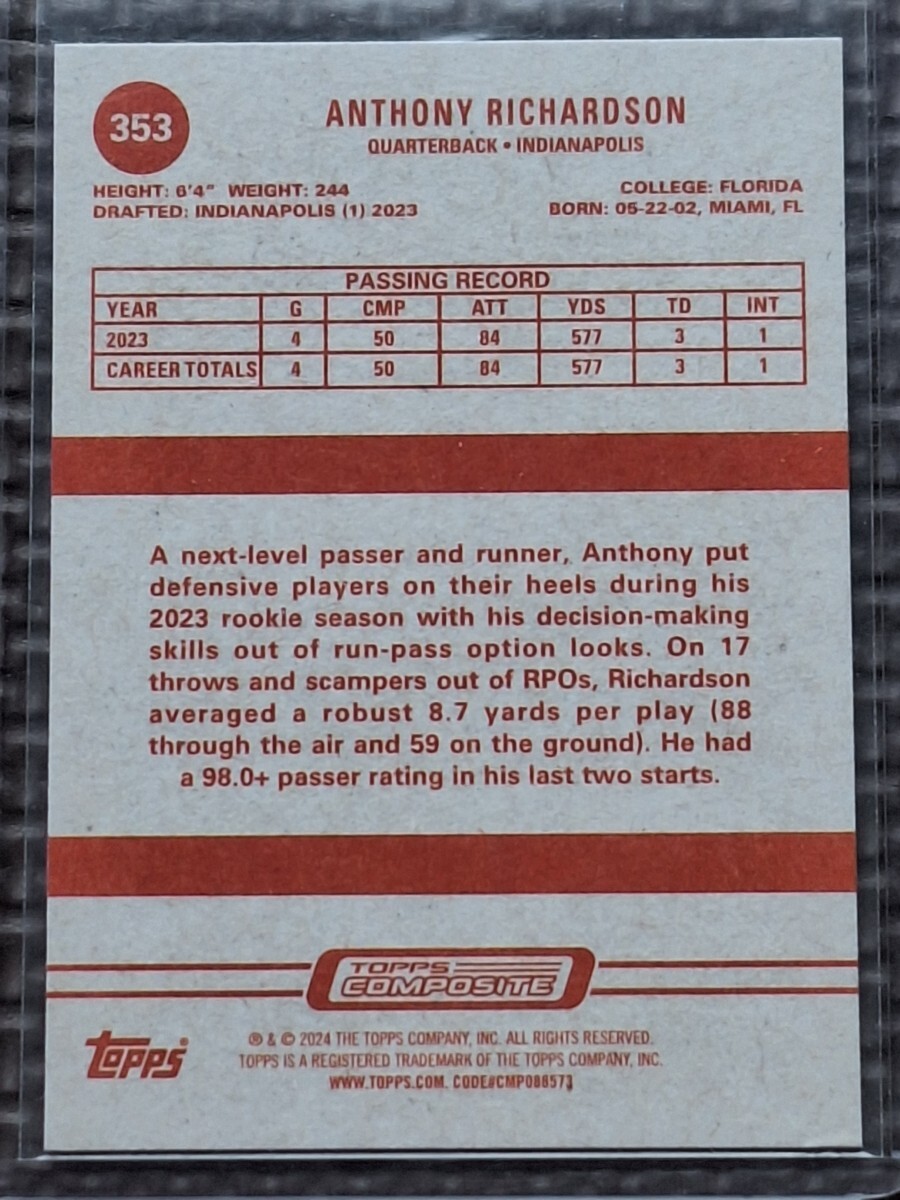 353
ANTHONY RICHARDSON
QUARTERBACK • INDIANAPOLIS
HEIGHT: 6'4" WEIGHT: 244
COLLEGE: FLORIDA
DRAFTED: INDIANAPOLIS (1) 2023
BORN: 05-22-02, MIAMI, FL
PASSING RECORD
YEAR G CMP ATT YDS TD INT
2023 4 50 84 577 3 1
CAREER TOTALS 4 50 84 577 3 1
A next-level passer and runner, Anthony put
defensive players on their heels during his
2023 rookie season with his decision-making
skills out of run-pass option looks. On 17
throws and scampers out of RPOs, Richardson
averaged a robust 8.7 yards per play (88
through the air and 59 on the ground). He had
a 98.0+ passer rating in his last two starts.
TOPPS
COMPOSITE
topps
® & © 2024 THE TOPPS COMPANY, INC. ALL RIGHTS RESERVED.
TOPPS IS A REGISTERED TRADEMARK OF THE TOPPS COMPANY, INC.
WWW.TOPPS.COM. CODE#CMP088573